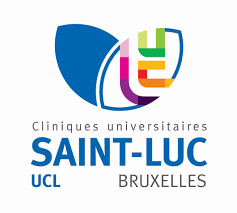 Cliniques universitaires
SAINT-LUC
UCL BRUXELLES